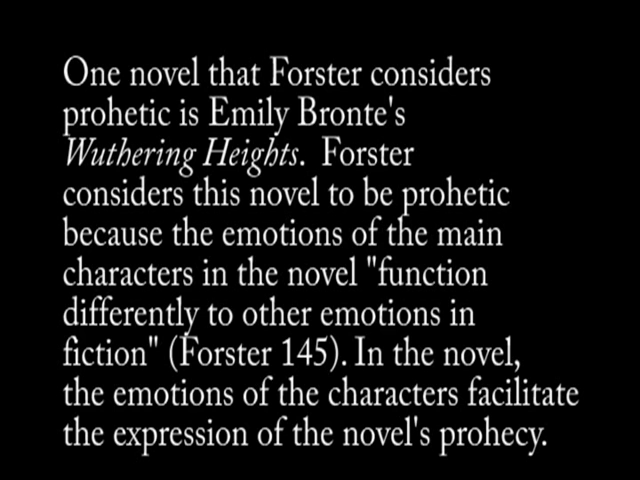 One novel that Forster considers
prohetic is Emily Bronte's
Wuthering Heights. Forster
considers this novel to be prohetic
because the emotions of the main
characters in the novel "function
differently to other emotions in
fiction" (Forster 145). In the novel,
the emotions of the characters facilitate
the expression of the novel's prohecy.